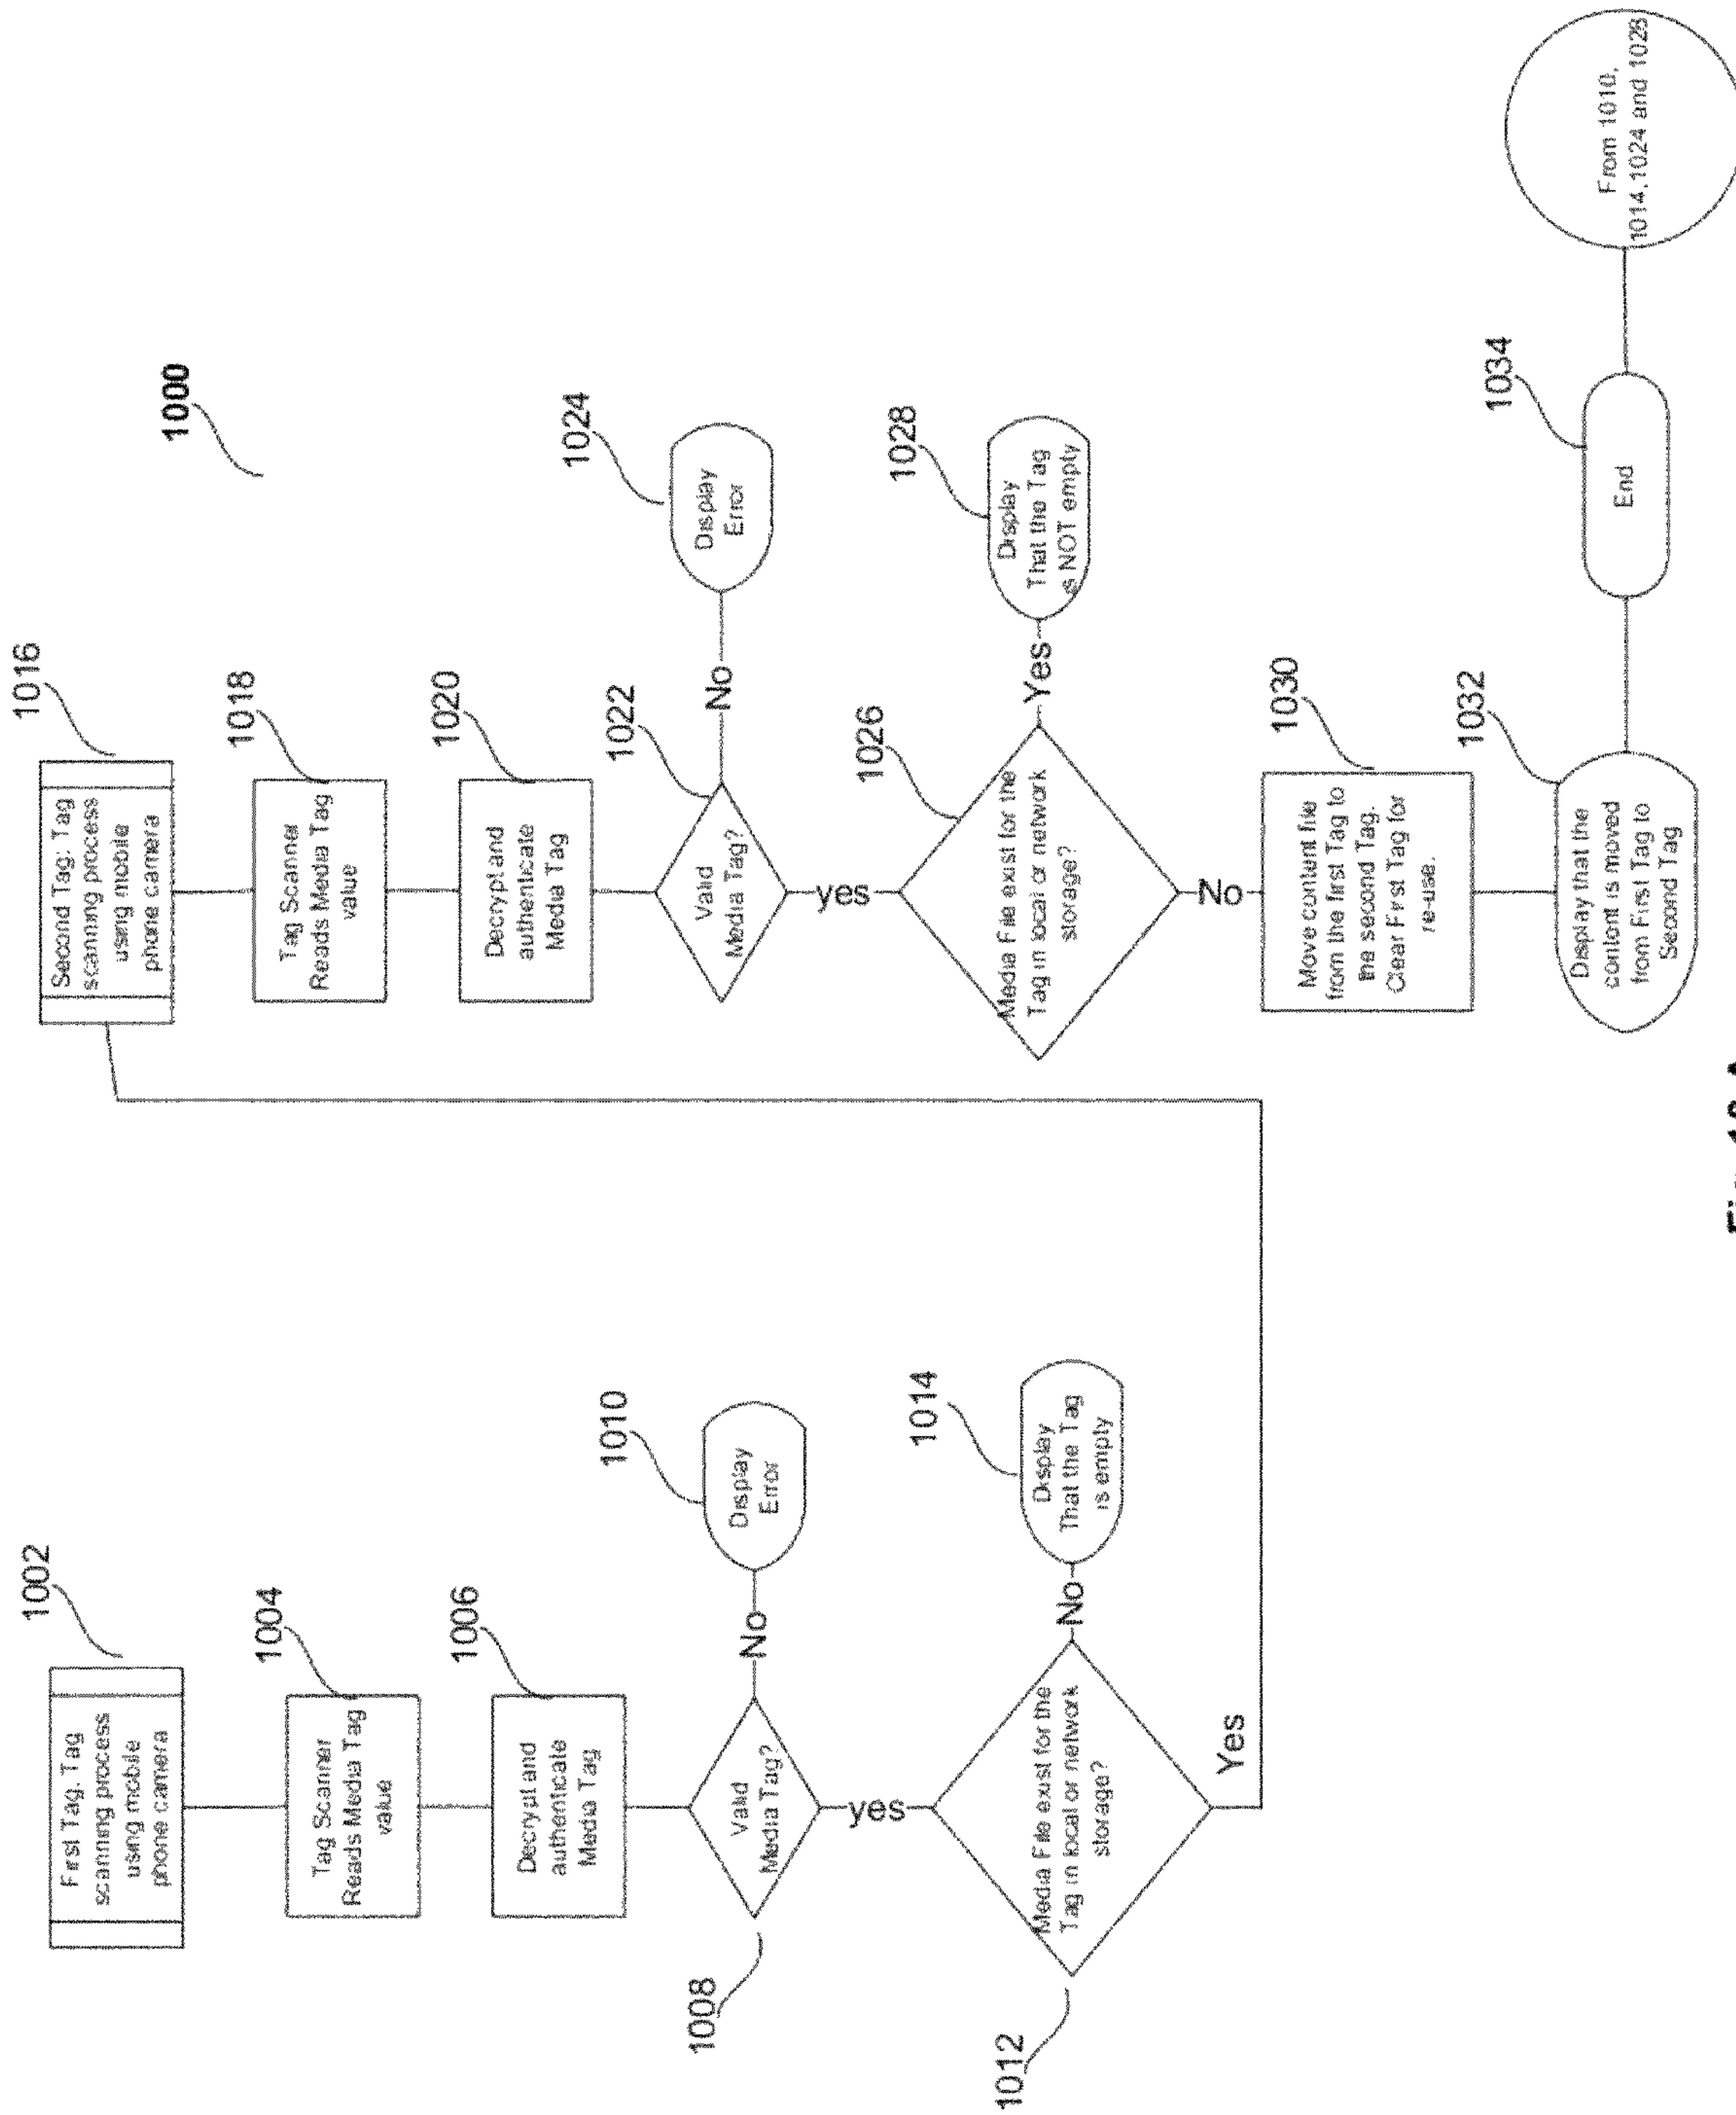 1000
1002
First Tag. Tag
scanning process
using mobile
phone camera
1004
Tag Scanner
Reads Media Tag
value
1006
Decrypt and
authenticate
Media Tag
1008
Valid
Media Tag?
No
1010
Display
Error
yes
1012
Media File exist for the
Tag in local or network
storage?
No
1014
Display
That the Tag
is empty
Yes
1016
Second Tag: Tag
scanning process
using mobile
phone camera
1018
Tag Scanner
Reads Media Tag
value
1020
Decrypt and
authenticate
Media Tag
1022
Valid
Media Tag?
No
1024
Display
Error
yes
1026
Media File exist for the
Tag in local or network
storage?
Yes
1028
Display
That the Tag
is NOT empty
No
1030
Move content file
from the first Tag to
the second Tag.
Clear First Tag for
re-use.
1032
Display that the
content is moved
from First Tag to
Second Tag
1034
End
From 1010,
1014,1024 and 1028